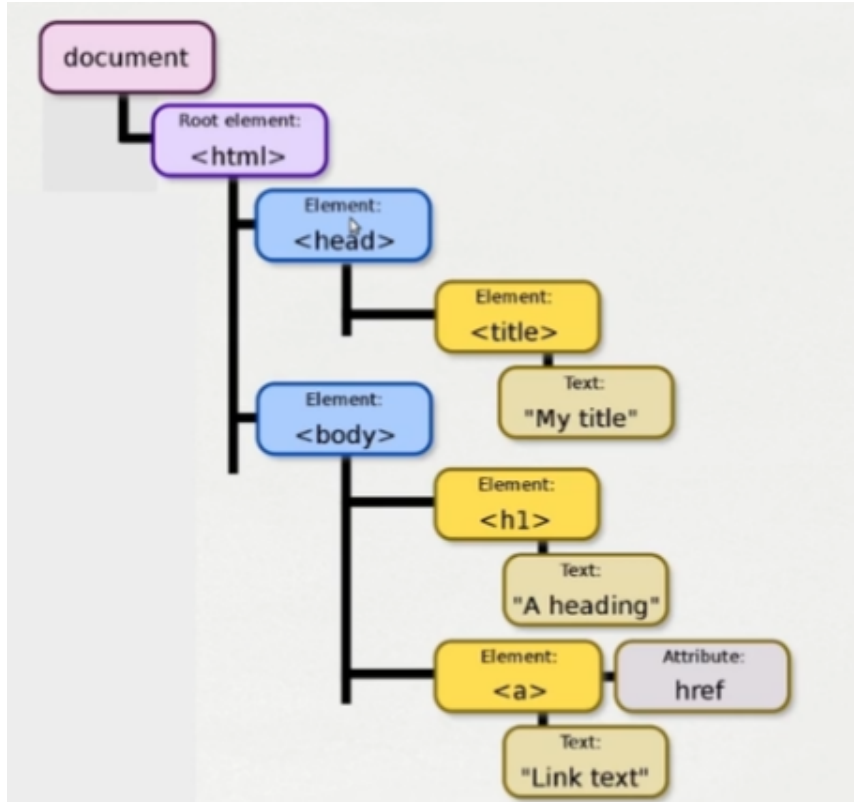 document
Root element:
<html>
Element:
<head>
Element:
<title>
Text:
"My title"
Element:
<body>
Element:
<h1>
Text:
"A heading"
Element:
<a>
Attribute:
href
Text:
"Link text"